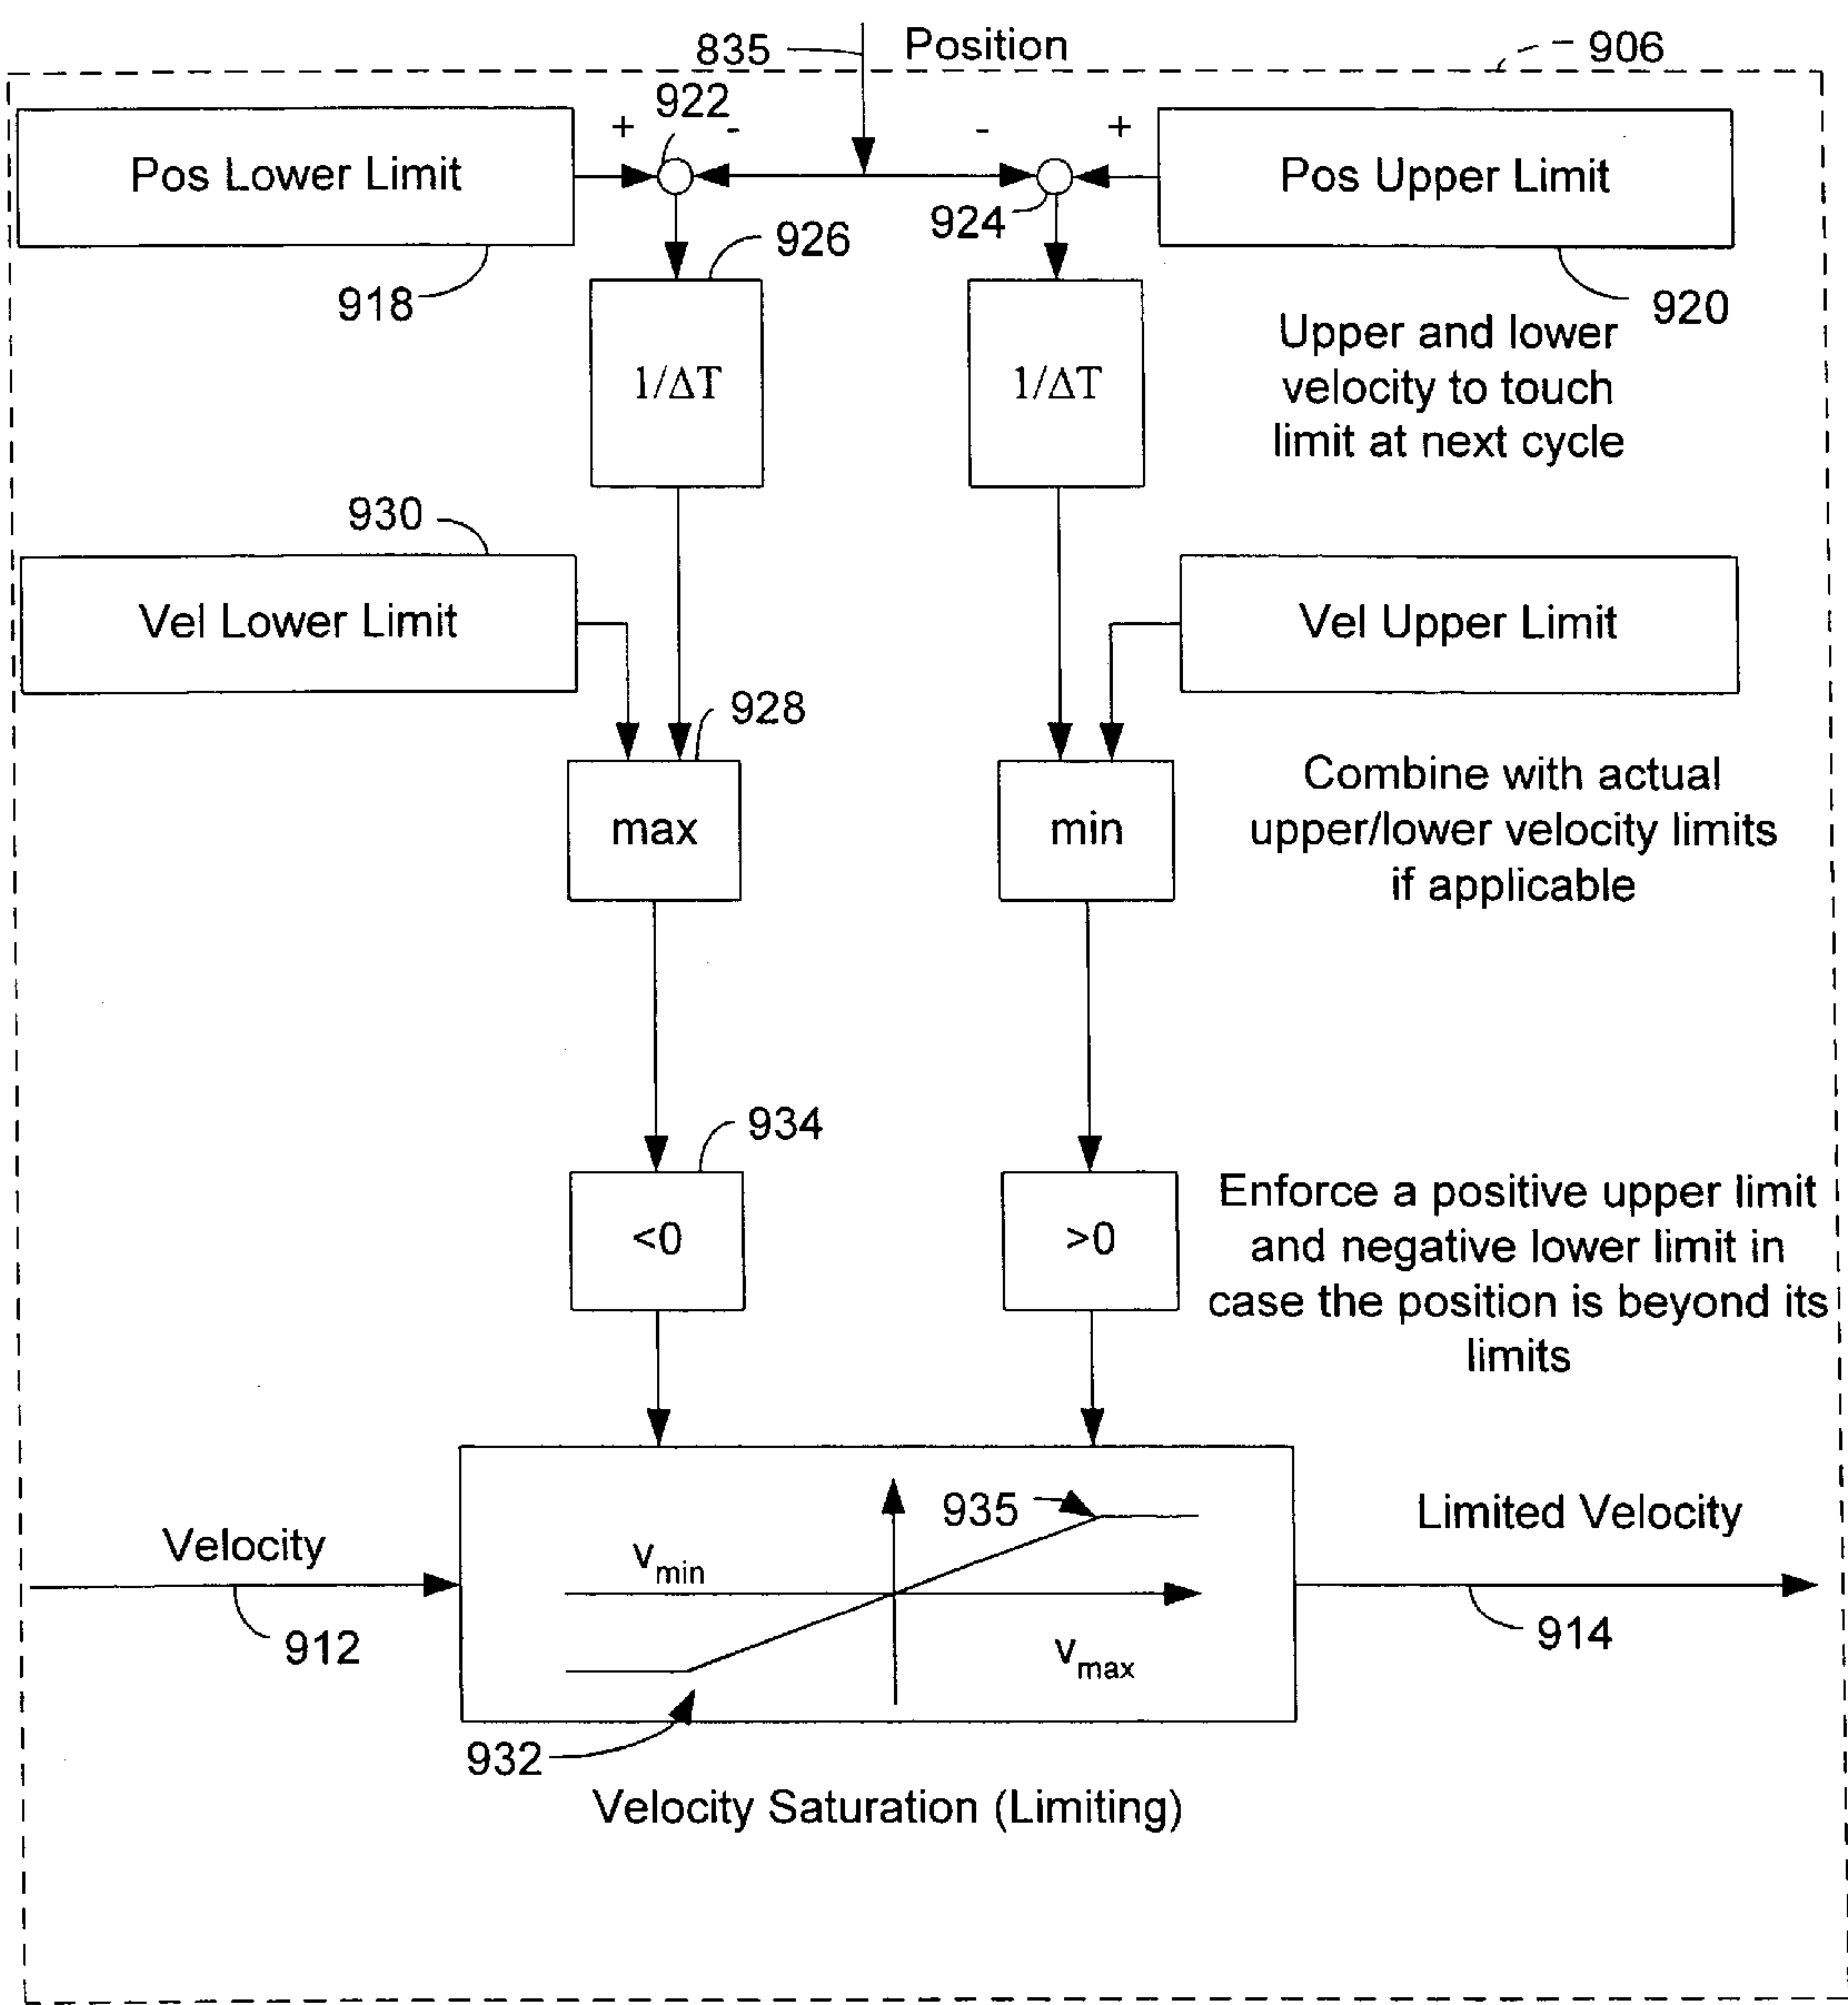 835
Position
906
922
+
-
-
+
Pos Lower Limit
Pos Upper Limit
924
926
918
920
1/ΔT
1/ΔT
Upper and lower
velocity to touch
limit at next cycle
930
Vel Lower Limit
Vel Upper Limit
928
max
min
Combine with actual
upper/lower velocity limits
if applicable
934
<0
>0
Enforce a positive upper limit
and negative lower limit in
case the position is beyond its
limits
935
Limited Velocity
Velocity
vmin
912
914
vmax
932
Velocity Saturation (Limiting)